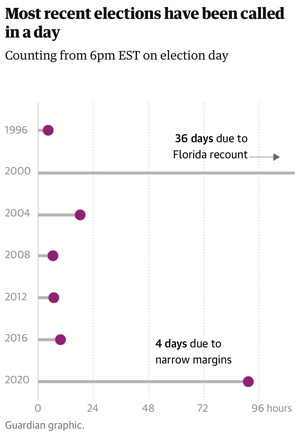 Most recent elections have been called
in a day
Counting from 6pm EST on election day
1996
36 days due to
Florida recount
2000
2004
2008
2012
2016
4 days due to
narrow margins
2020
0 24 48 72 96 hours
Guardian graphic.